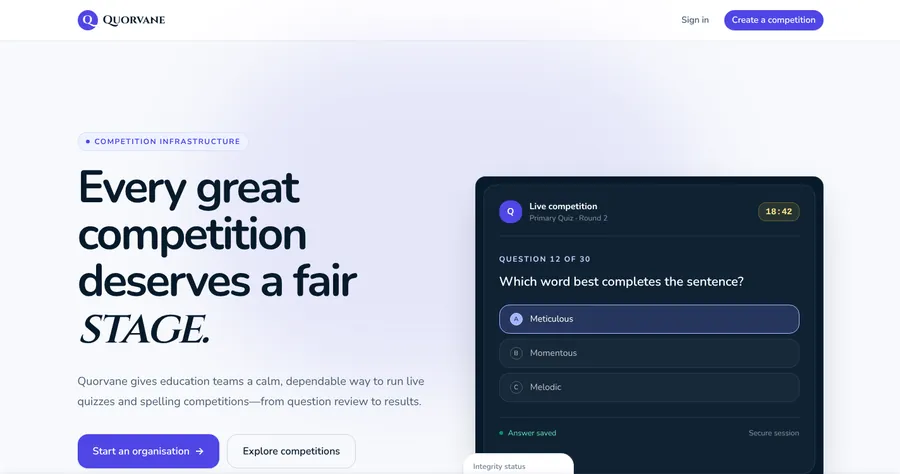 Q QUORVANE
Sign in
Create a competition
COMPETITION INFRASTRUCTURE
Every great
competition
deserves a fair
STAGE.
Quorvane gives education teams a calm, dependable way to run live
quizzes and spelling competitions—from question review to results.
Start an organisation →
Explore competitions
Q
Live competition
Primary Quiz · Round 2
18:42
QUESTION 12 OF 30
Which word best completes the sentence?
A Meticulous
B Momentous
C Melodic
Answer saved
Secure session
Integrity status